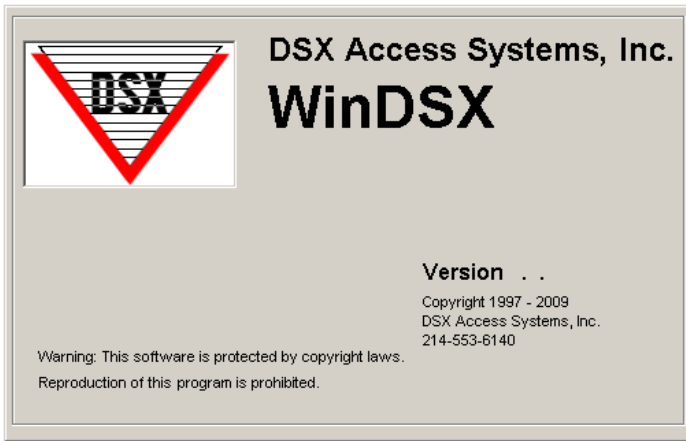 DSX
DSX Access Systems, Inc.
WinDSX
Version . .
Copyright 1997 - 2009
DSX Access Systems, Inc.
214-553-6140
Warning: This software is protected by copyright laws.
Reproduction of this program is prohibited.